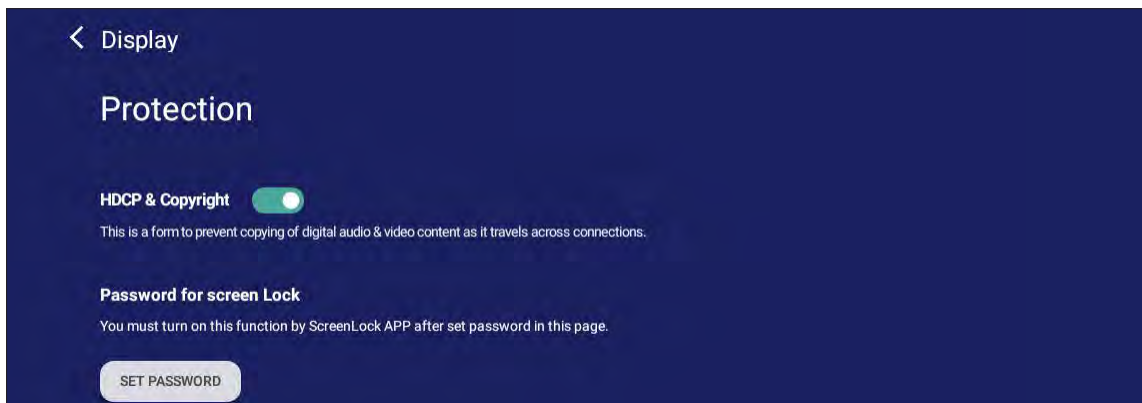 Display
Protection
HDCP & Copyright
This is a form to prevent copying of digital audio & video content as it travels across connections.
Password for screen Lock
You must turn on this function by ScreenLock APP after set password in this page.
SET PASSWORD